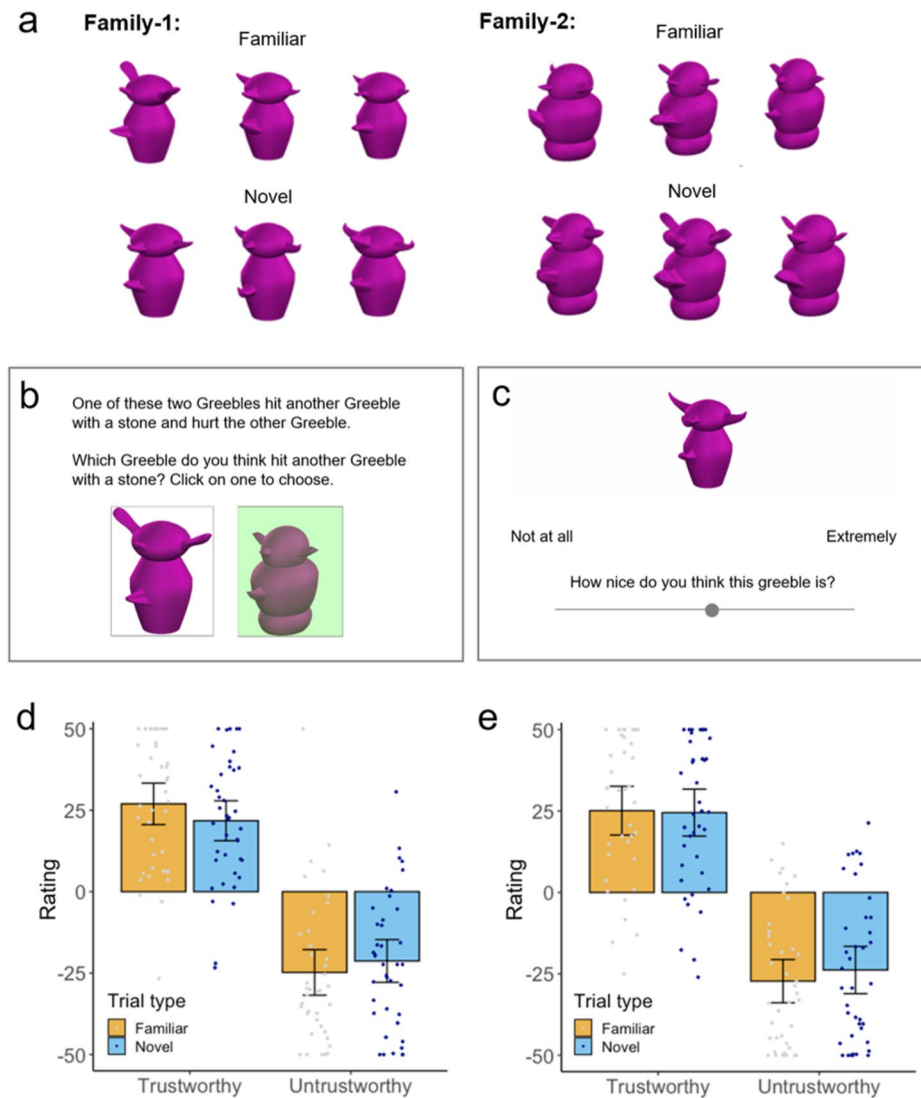 a
Family-1:
Familiar
Novel
Family-2:
Familiar
Novel
b
One of these two Greebles hit another Greeble
with a stone and hurt the other Greeble.
Which Greeble do you think hit another Greeble
with a stone? Click on one to choose.
c
Not at all
Extremely
How nice do you think this greeble is?
d
50
25
0
-25
-50
Rating
Trial type
Familiar
Novel
Trustworthy
Untrustworthy
e
50
25
0
-25
-50
Rating
Trial type
Familiar
Novel
Trustworthy
Untrustworthy